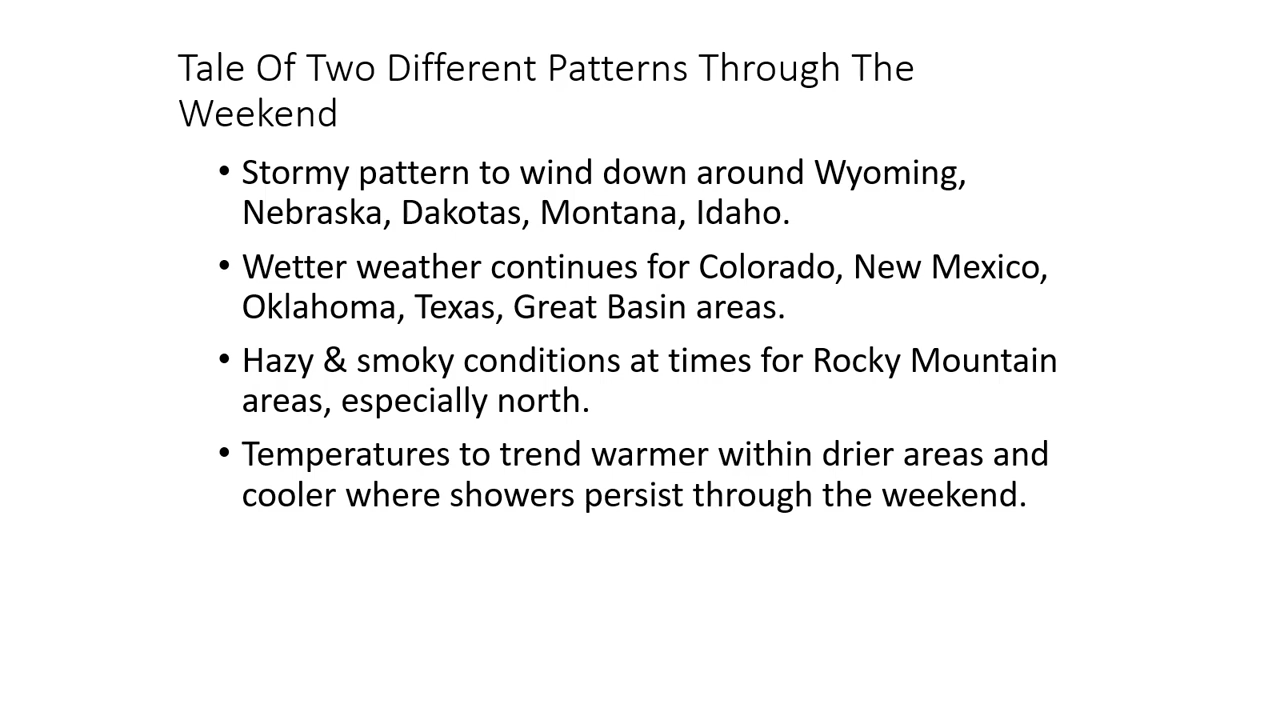 Tale Of Two Different Patterns Through The
Weekend
• Stormy pattern to wind down around Wyoming,
Nebraska, Dakotas, Montana, Idaho.
• Wetter weather continues for Colorado, New Mexico,
Oklahoma, Texas, Great Basin areas.
• Hazy & smoky conditions at times for Rocky Mountain
areas, especially north.
• Temperatures to trend warmer within drier areas and
cooler where showers persist through the weekend.